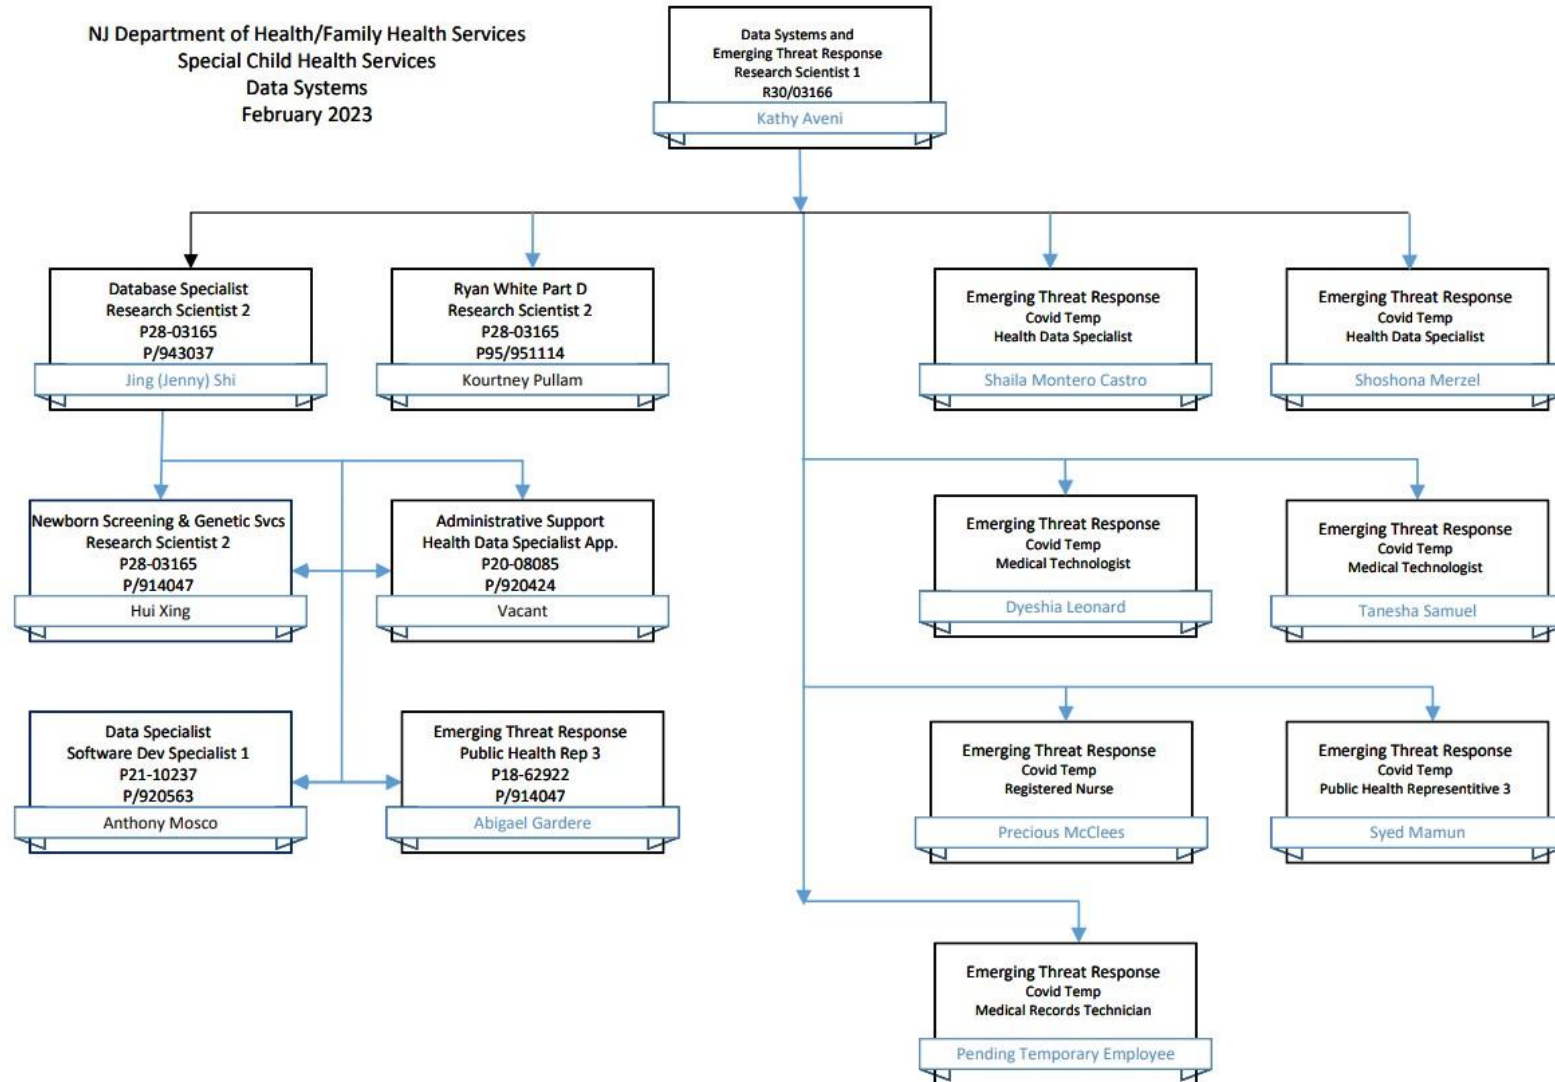 NJ Department of Health/Family Health Services
Special Child Health Services
Data Systems
February 2023
Data Systems and
Emerging Threat Response
Research Scientist 1
R30/03166
Kathy Aveni
Database Specialist
Research Scientist 2
P28-03165
P/943037
Jing (Jenny) Shi
Ryan White Part D
Research Scientist 2
P28-03165
P95/951114
Kourtney Pullam
Emerging Threat Response
Covid Temp
Health Data Specialist
Shaila Montero Castro
Emerging Threat Response
Covid Temp
Health Data Specialist
Shoshona Merzel
Newborn Screening & Genetic Svcs
Research Scientist 2
P28-03165
P/914047
Hui Xing
Administrative Support
Health Data Specialist App.
P20-08085
P/920424
Vacant
Emerging Threat Response
Covid Temp
Medical Technologist
Dyeshia Leonard
Emerging Threat Response
Covid Temp
Medical Technologist
Tanesha Samuel
Data Specialist
Software Dev Specialist 1
P21-10237
P/920563
Anthony Mosco
Emerging Threat Response
Public Health Rep 3
P18-62922
P/914047
Abigael Gardere
Emerging Threat Response
Covid Temp
Registered Nurse
Precious McClees
Emerging Threat Response
Covid Temp
Public Health Representitive 3
Syed Mamun
Emerging Threat Response
Covid Temp
Medical Records Technician
Pending Temporary Employee